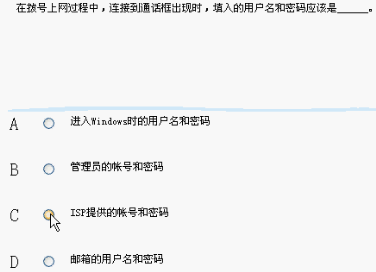 在拨号上网过程中，连接到通话框出现时，填入的用户名和密码应该是______。
A 进入Windows时的用户名和密码
B 管理员的帐号和密码
C ISP提供的帐号和密码
D 邮箱的用户名和密码